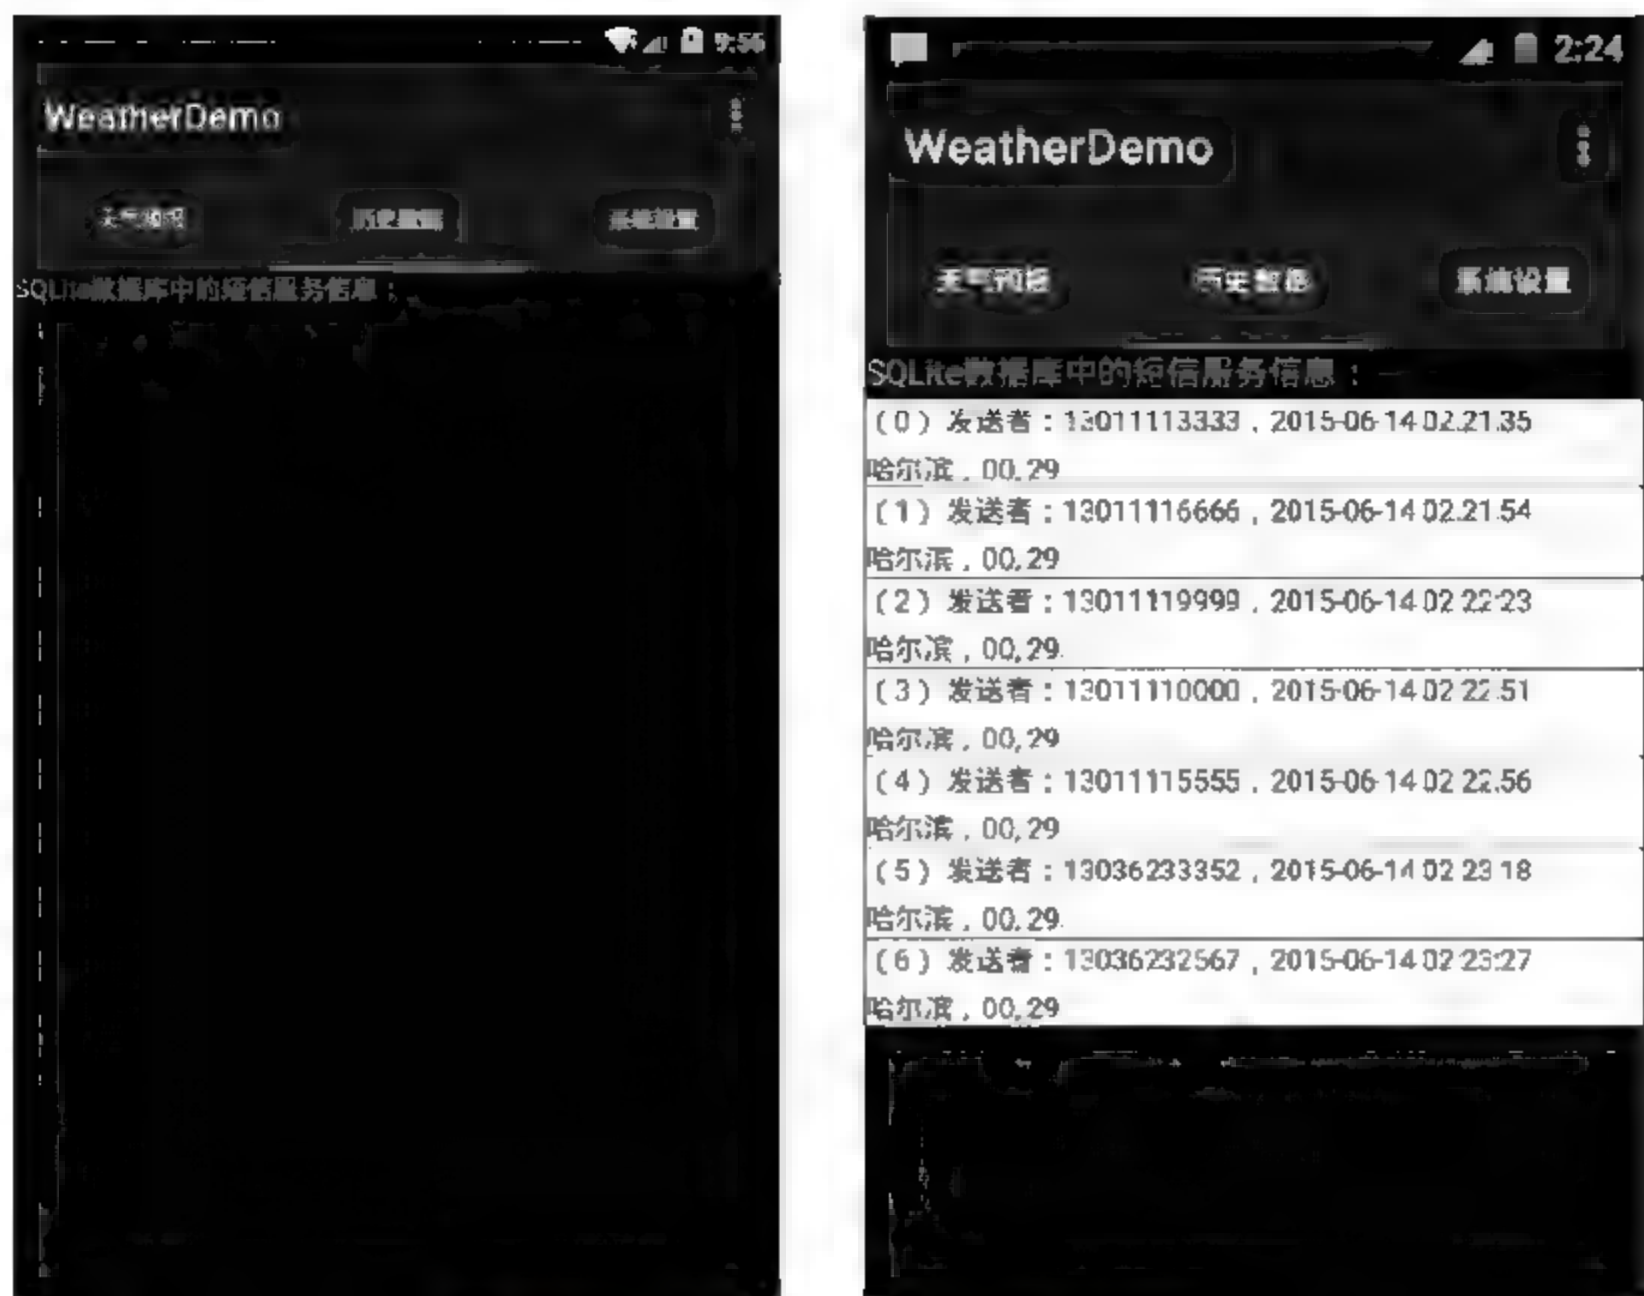 9:56
WeatherDemo
天气预报 历史数据 系统设置
SQLite数据库中的短信服务信息：
2:24
WeatherDemo
天气预报 历史数据 系统设置
SQLite数据库中的短信服务信息：
（0）发送者：13011113333，2015-06-14 02:21:35
哈尔滨，00,29
（1）发送者：13011116666，2015-06-14 02:21:54
哈尔滨，00,29
（2）发送者：13011119999，2015-06-14 02:22:23
哈尔滨，00,29
（3）发送者：13011110000，2015-06-14 02:22:51
哈尔滨，00,29
（4）发送者：13011115555，2015-06-14 02:22:56
哈尔滨，00,29
（5）发送者：13036233352，2015-06-14 02:23:18
哈尔滨，00,29
（6）发送者：13036232567，2015-06-14 02:23:27
哈尔滨，00,29